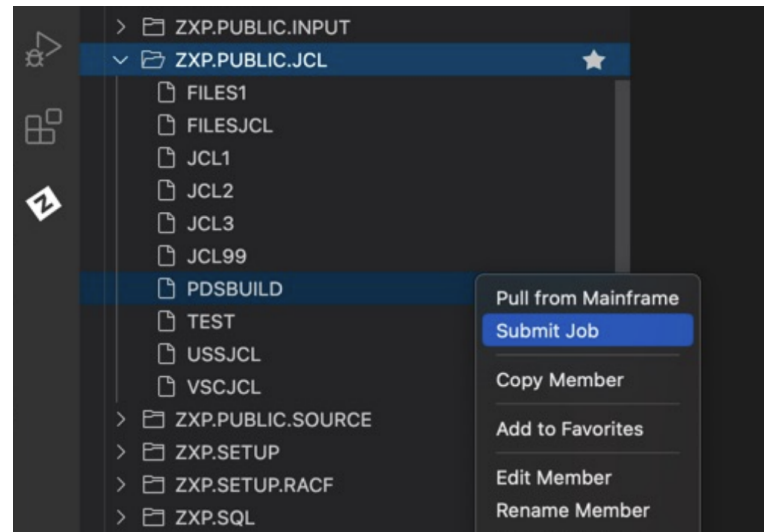 ZXP.PUBLIC.INPUT
ZXP.PUBLIC.JCL
FILES1
FILESJCL
JCL1
JCL2
JCL3
JCL99
PDSBUILD
TEST
USSJCL
VSCJCL
ZXP.PUBLIC.SOURCE
ZXP.SETUP
ZXP.SETUP.RACF
ZXP.SQL
Pull from Mainframe
Submit Job
Copy Member
Add to Favorites
Edit Member
Rename Member
Z